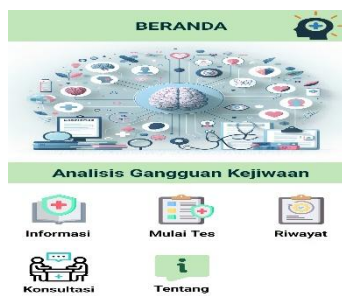 BERANDA
Analisis Gangguan Kejiwaan
Informasi
Mulai Tes
Riwayat
Konsultasi
Tentang